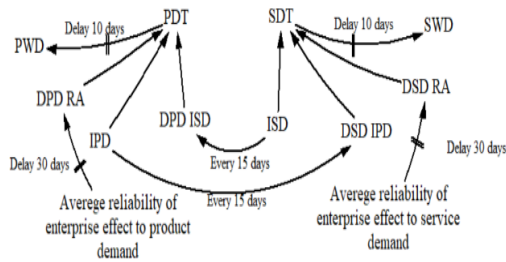 PDT
SDT
Delay 10 days
Delay 10 days
SWD
PWD
DPD RA
DSD RA
DPD ISD
ISD
IPD
DSD IPD
Delay 30 days
Every 15 days
Delay 30 days
Averege reliability of
enterprise effect to product
demand
Every 15 days
Averege reliability of
enterprise effect to service
demand